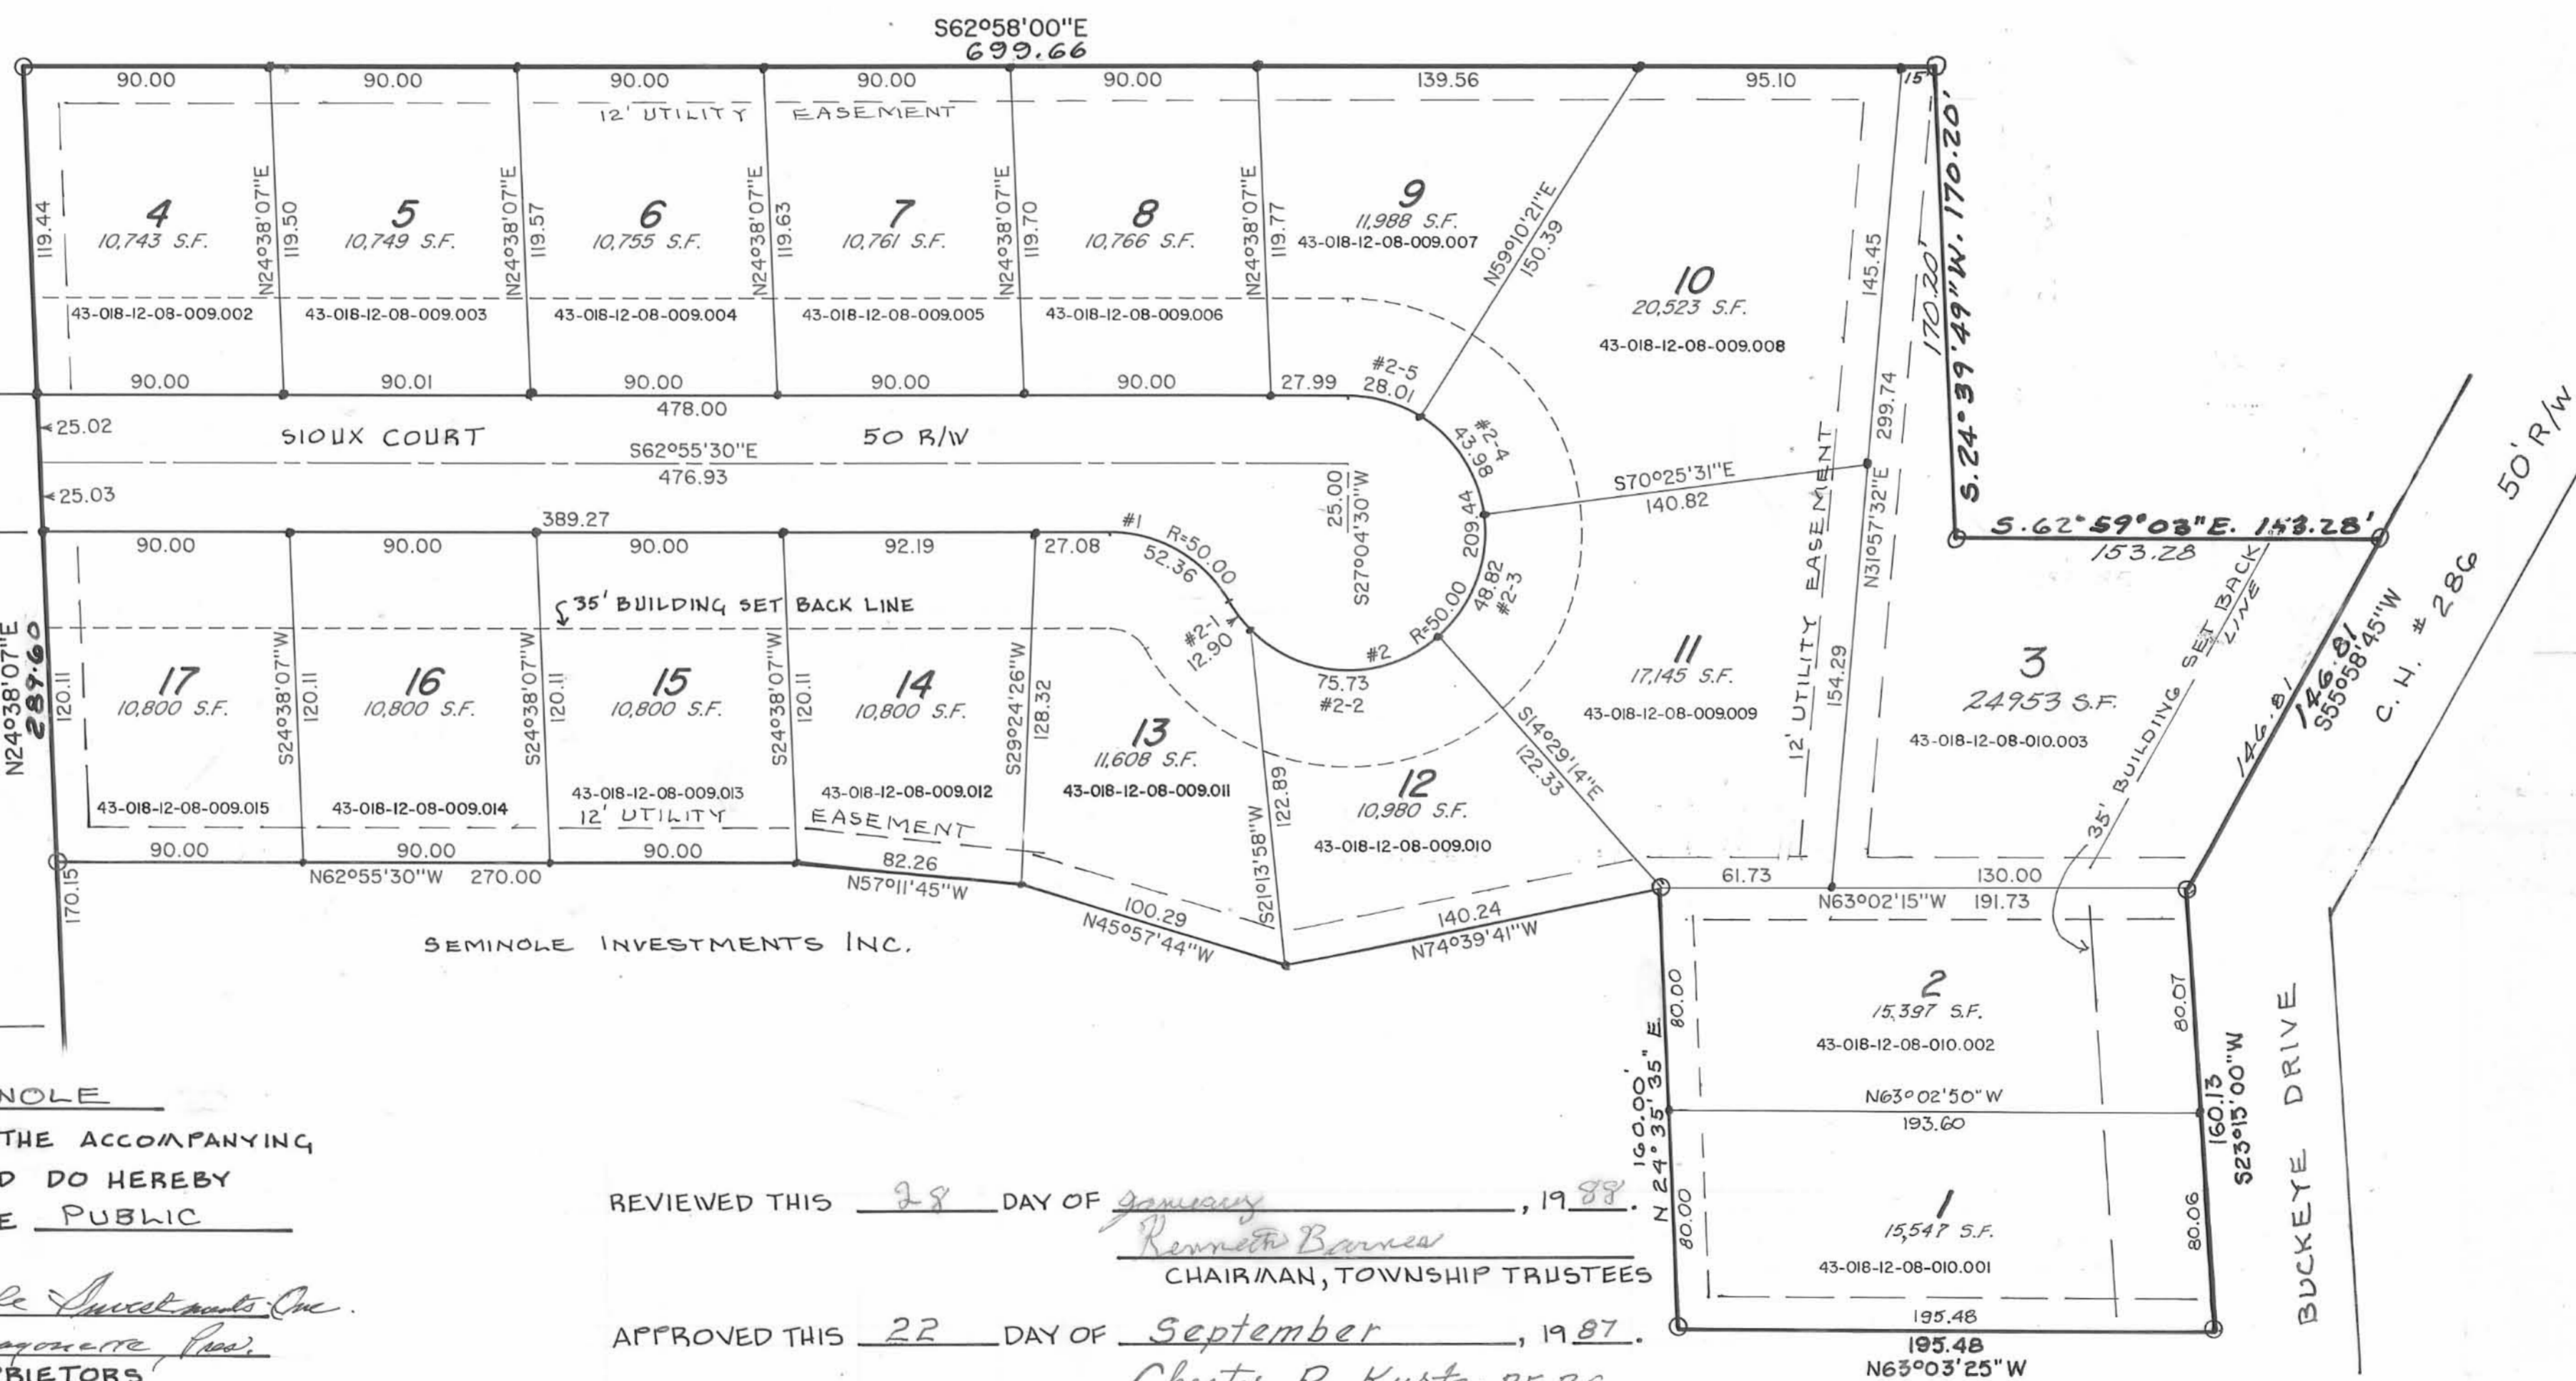 S62°58'00"E
699.66
90.00 90.00 90.00 90.00 90.00 139.56 95.10 15'
12' UTILITY EASEMENT
119.44
4
10,743 S.F.
43-018-12-08-009.002
90.00
N24°38'07"E
119.50
5
10,749 S.F.
43-018-12-08-009.003
90.01
N24°38'07"E
119.57
6
10,755 S.F.
43-018-12-08-009.004
90.00
N24°38'07"E
119.63
7
10,761 S.F.
43-018-12-08-009.005
90.00
N24°38'07"E
119.70
8
10,766 S.F.
43-018-12-08-009.006
90.00
N24°38'07"E
119.77
9
11,988 S.F.
43-018-12-08-009.007
27.99
#2-5
28.01
N59°10'21"E
150.39
10
20,523 S.F.
43-018-12-08-009.008
145.45
299.74
170.20'
S.24°39'49"W. 170.20'
478.00
25.02
SIOUX COURT 50 R/W
S62°55'30"E
476.93
25.03
25.00
S27°04'30"W
#2-4
43.98
209.44
S70°25'31"E
140.82
N31°57'32"E
12' UTILITY EASEMENT
S.62°59°03"E. 153.28'
153.28
50' R/W
389.27
90.00 90.00 90.00 92.19 27.08
#1
R=50.00
52.36
#2-1
12.90
#2
R=50.00
48.82
#2-3
75.73
#2-2
35' BUILDING SET BACK LINE
N24°38'07"E
289.60
120.11
17
10,800 S.F.
43-018-12-08-009.015
90.00
S24°38'07"W
120.11
16
10,800 S.F.
43-018-12-08-009.014
90.00
S24°38'07"W
120.11
15
10,800 S.F.
43-018-12-08-009.013
90.00
S24°38'07"W
120.11
14
10,800 S.F.
43-018-12-08-009.012
82.26
S29°24'26"W
128.32
13
11,608 S.F.
43-018-12-08-009.011
S21°13'58"W
122.89
12
10,980 S.F.
43-018-12-08-009.010
S14°29'14"E
122.33
11
17,145 S.F.
43-018-12-08-009.009
154.29
3
24953 S.F.
43-018-12-08-010.003
35' BUILDING SET BACK LINE
146.81
146.81
S55°58'45"W
C.H. # 286
12' UTILITY EASEMENT
N62°55'30"W 270.00
N57°11'45"W
100.29
N45°57'44"W
140.24
N74°39'41"W
61.73 130.00
N63°02'15"W 191.73
170.15
SEMINOLE INVESTMENTS INC.
80.00
2
15,397 S.F.
43-018-12-08-010.002
80.07
N63°02'50"W
193.60
160.00'
N 24°35'35" E
80.00
1
15,547 S.F.
43-018-12-08-010.001
80.06
160.13
S23°15'00"W
BUCKEYE DRIVE
195.48
195.48
N63°03'25"W
NOLE
THE ACCOMPANYING
D DO HEREBY
E PUBLIC
le Investments Inc.
Pres.
RIETORS
REVIEWED THIS 28 DAY OF January, 1988.
Kenneth Barnes
CHAIRMAN, TOWNSHIP TRUSTEES
APPROVED THIS 22 DAY OF September, 1987.